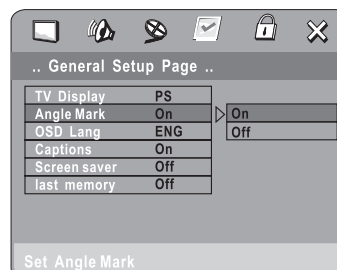 .. General Setup Page ..
TV Display PS
Angle Mark On On
OSD Lang ENG Off
Captions On
Screen saver Off
last memory Off
Set Angle Mark